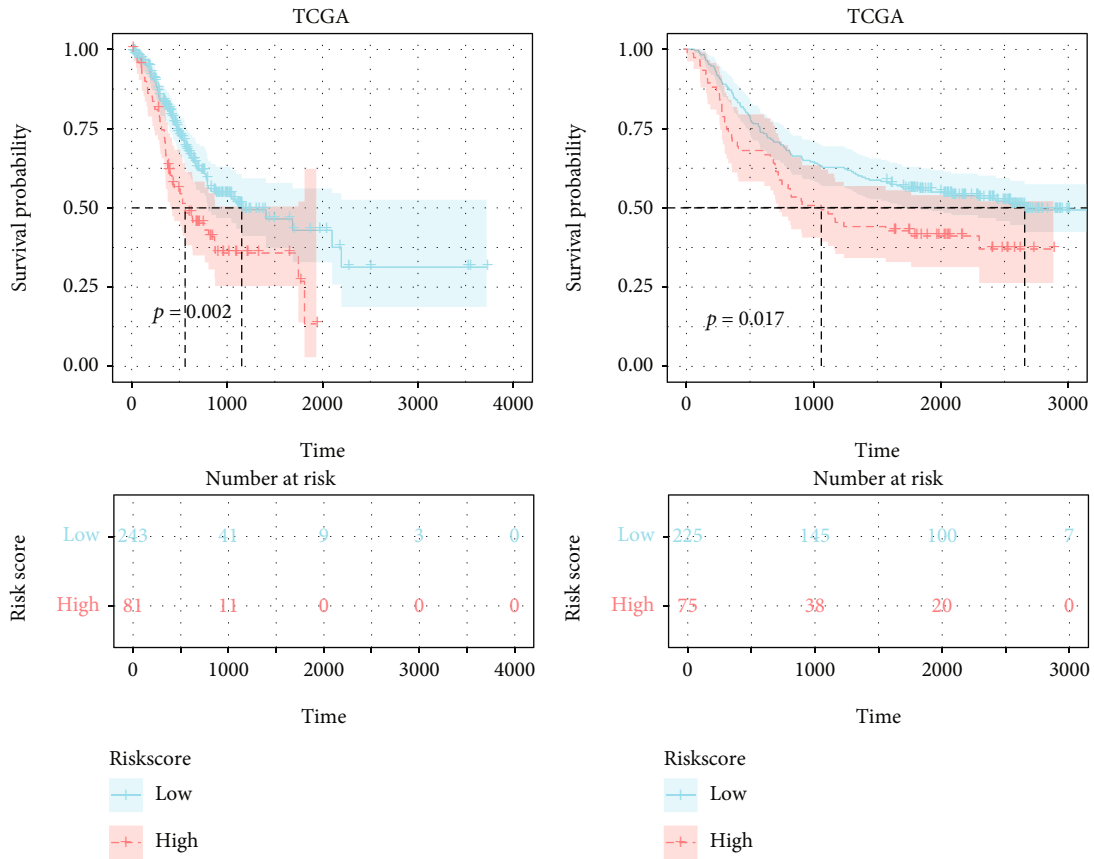 TCGA
1.00
0.75
0.50
0.25
0.00
Survival probability
p = 0.002
0 1000 2000 3000 4000
Time
Number at risk
Risk score
Low 243 41 9 3 0
High 81 11 0 0 0
0 1000 2000 3000 4000
Time
Riskscore
Low
High
TCGA
1.00
0.75
0.50
0.25
0.00
Survival probability
p = 0.017
0 1000 2000 3000
Time
Number at risk
Risk score
Low 225 145 100 7
High 75 38 20 0
0 1000 2000 3000
Time
Riskscore
Low
High